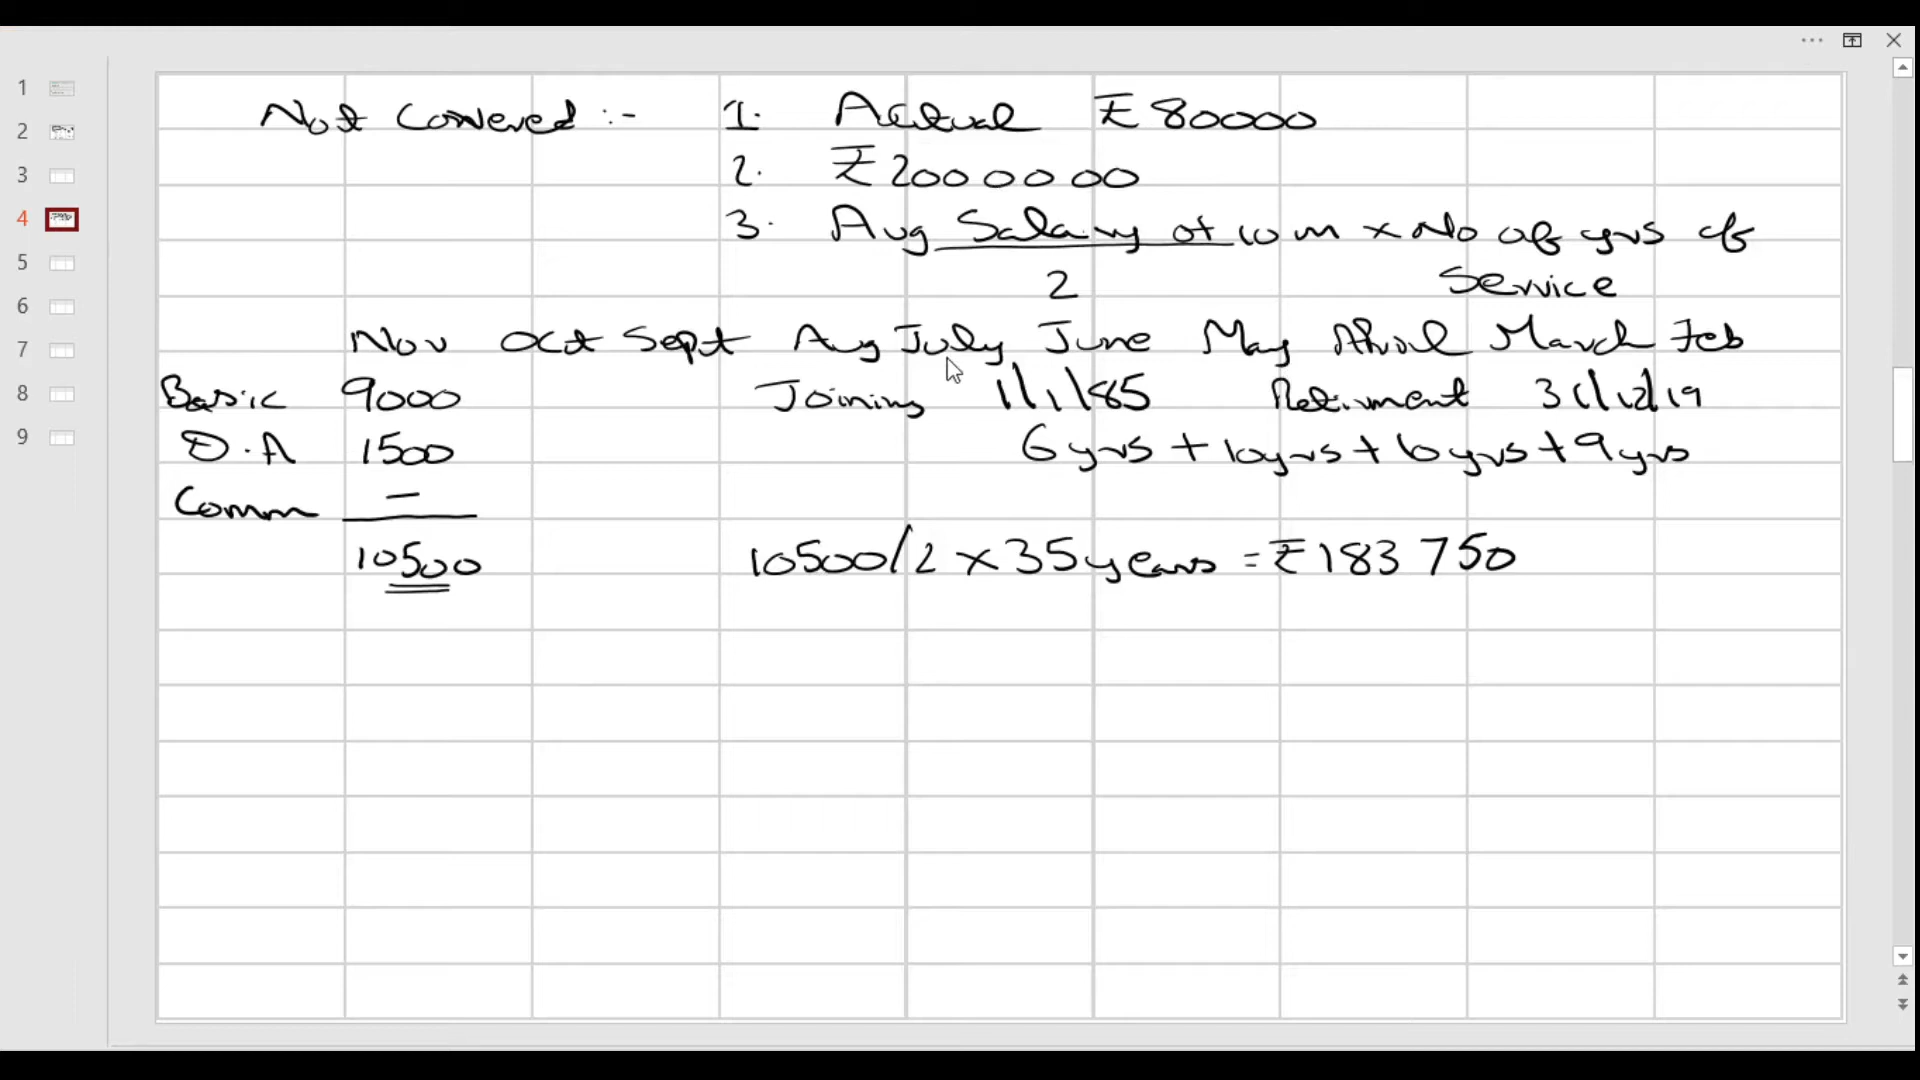 1
2
3
4
5
6
7
8
9
Not Covered :- 1. Actual ₹80000
2. ₹2000000
3. Avg Salary of 10 m × No of yrs of
2 Service
Nov Oct Sept Aug July June May April March Feb
Basic 9000 Joining 1/1/85 Retirment 31/12/19
D.A 1500 6 yrs + 10 yrs + 10 yrs + 9 yrs
Comm —
10500 10500/2 × 35 years = ₹183 750